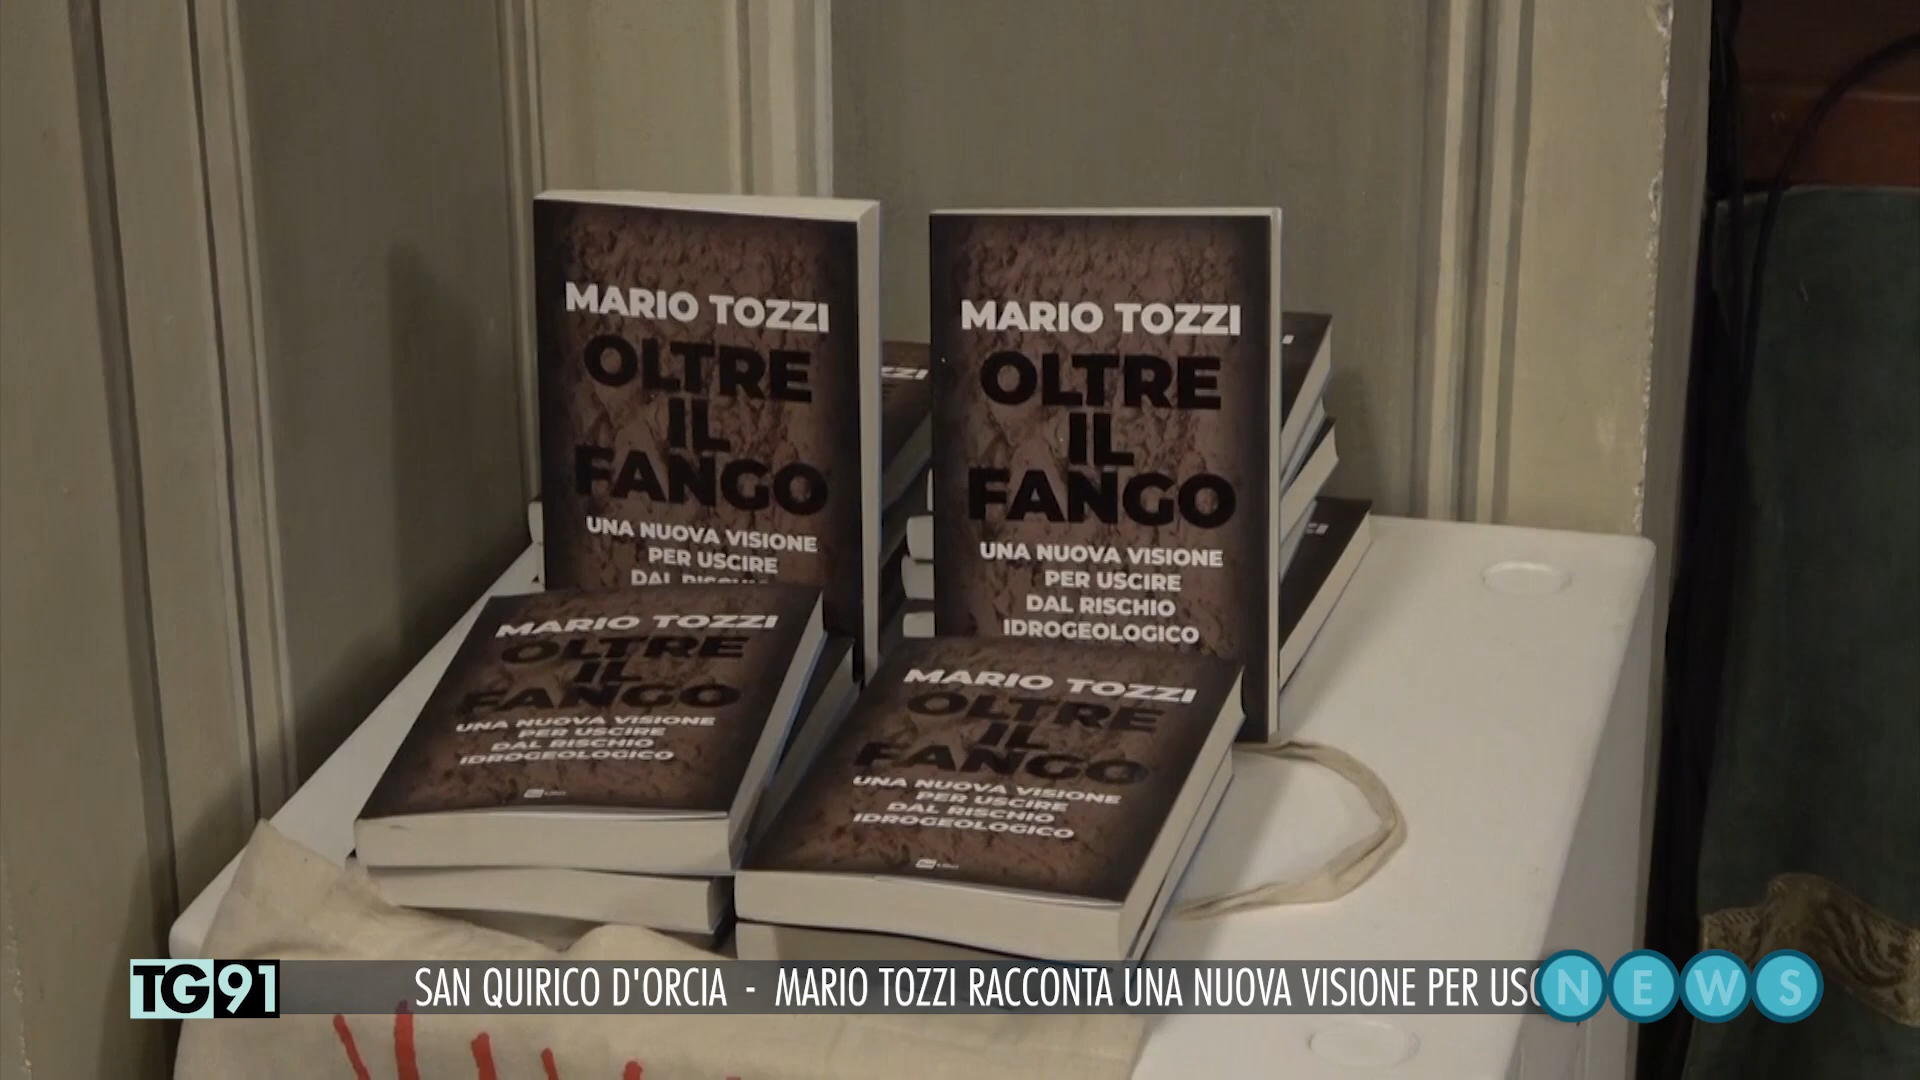 MARIO TOZZI
OLTRE
IL
FANGO
UNA NUOVA VISIONE
PER USCIRE
DAL RISCHIO
MARIO TOZZI
OLTRE
IL
FANGO
UNA NUOVA VISIONE
PER USCIRE
DAL RISCHIO
IDROGEOLOGICO
MARIO TOZZI
OLTRE
IL
FANGO
UNA NUOVA VISIONE
PER USCIRE
DAL RISCHIO
IDROGEOLOGICO
MARIO TOZZI
OLTRE
IL
FANGO
UNA NUOVA VISIONE
PER USCIRE
DAL RISCHIO
IDROGEOLOGICO
TG91 SAN QUIRICO D'ORCIA - MARIO TOZZI RACCONTA UNA NUOVA VISIONE PER USC NEWS